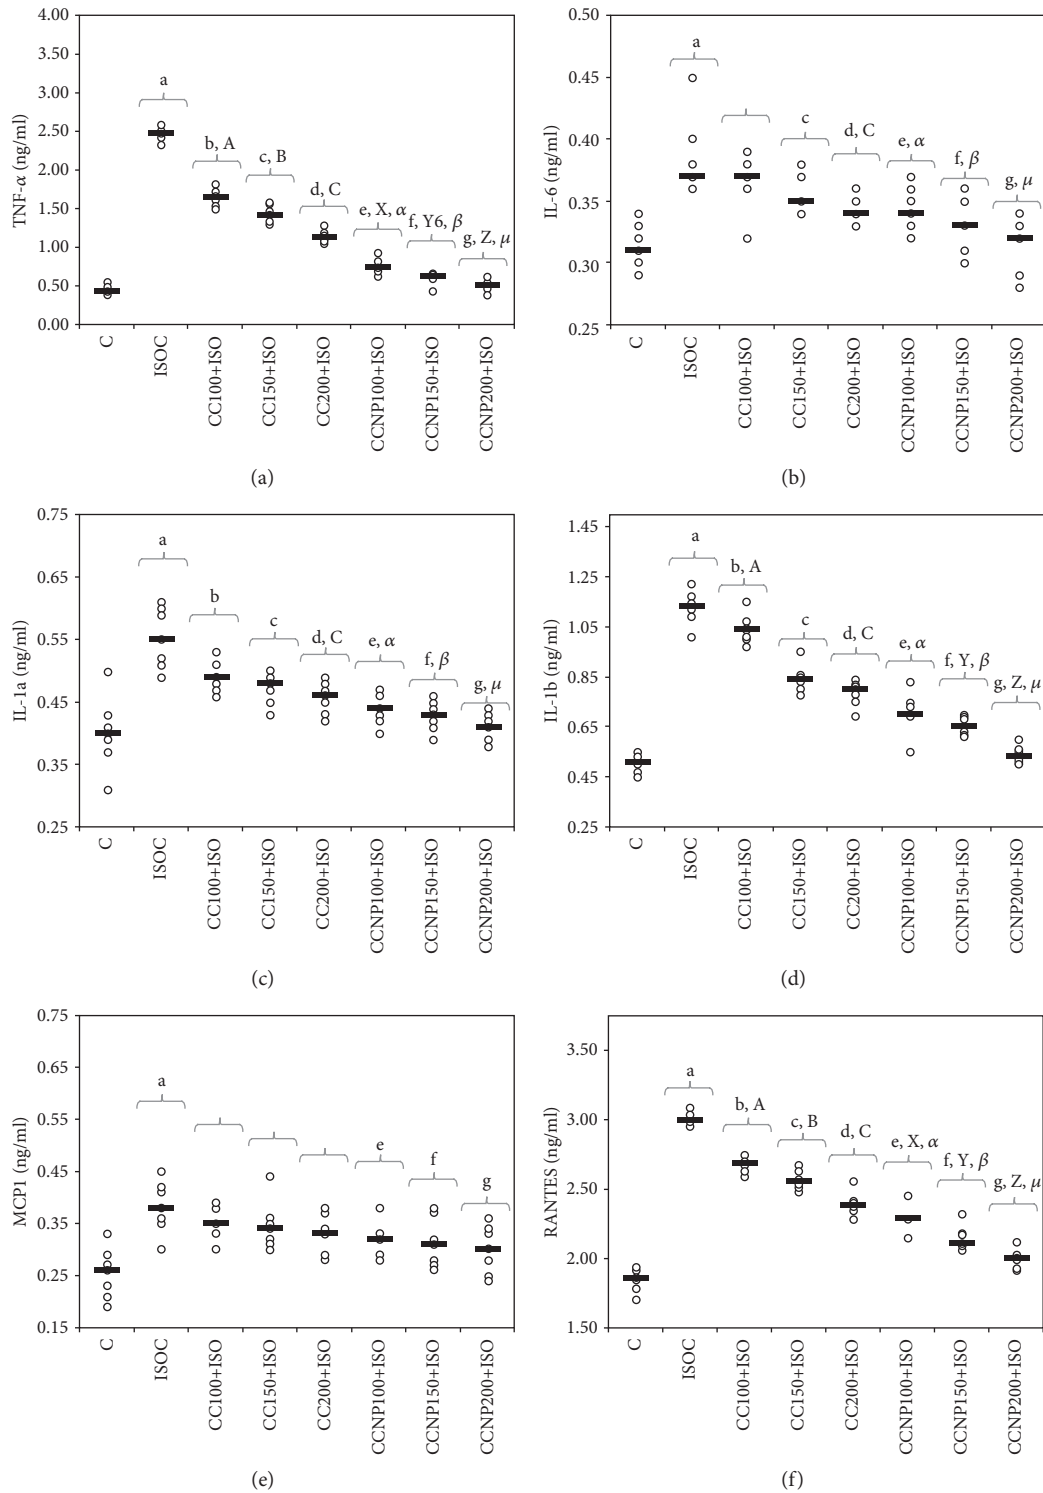 4.00
3.50
3.00
2.50
2.00
1.50
1.00
0.50
0.00
TNF-α (ng/ml)
a
b, A
c, B
d, C
e, X, α
f, Y6, β
g, Z, μ
C
ISOC
CC100+ISO
CC150+ISO
CC200+ISO
CCNP100+ISO
CCNP150+ISO
CCNP200+ISO
(a)
0.50
0.45
0.40
0.35
0.30
0.25
IL-6 (ng/ml)
a
c
d, C
e, α
f, β
g, μ
C
ISOC
CC100+ISO
CC150+ISO
CC200+ISO
CCNP100+ISO
CCNP150+ISO
CCNP200+ISO
(b)
0.75
0.65
0.55
0.45
0.35
0.25
IL-1a (ng/ml)
a
b
c
d, C
e, α
f, β
g, μ
C
ISOC
CC100+ISO
CC150+ISO
CC200+ISO
CCNP100+ISO
CCNP150+ISO
CCNP200+ISO
(c)
1.45
1.25
1.05
0.85
0.65
0.45
0.25
IL-1b (ng/ml)
a
b, A
c
d, C
e, α
f, Y, β
g, Z, μ
C
ISOC
CC100+ISO
CC150+ISO
CC200+ISO
CCNP100+ISO
CCNP150+ISO
CCNP200+ISO
(d)
0.75
0.65
0.55
0.45
0.35
0.25
0.15
MCP1 (ng/ml)
a
e
f
g
C
ISOC
CC100+ISO
CC150+ISO
CC200+ISO
CCNP100+ISO
CCNP150+ISO
CCNP200+ISO
(e)
3.50
3.00
2.50
2.00
1.50
RANTES (ng/ml)
a
b, A
c, B
d, C
e, X, α
f, Y, β
g, Z, μ
C
ISOC
CC100+ISO
CC150+ISO
CC200+ISO
CCNP100+ISO
CCNP150+ISO
CCNP200+ISO
(f)